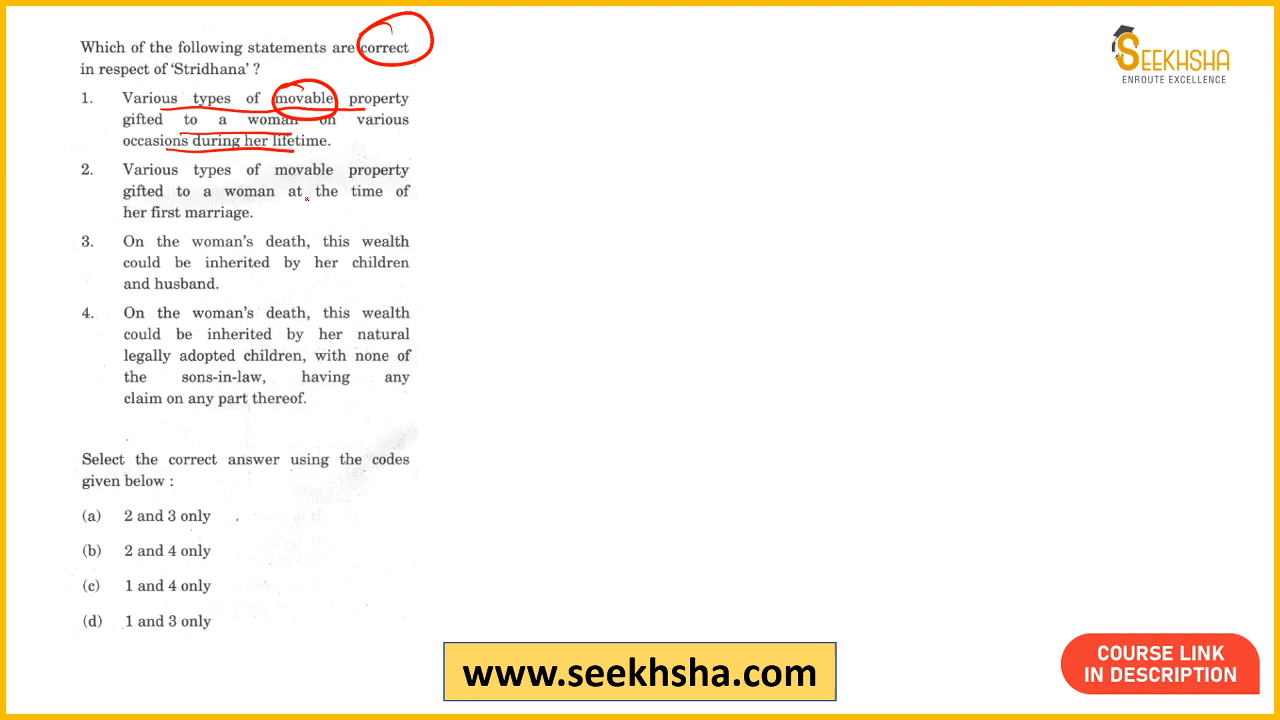 Which of the following statements are correct
in respect of ‘Stridhana’ ?
1. Various types of movable property
gifted to a woman on various
occasions during her lifetime.
2. Various types of movable property
gifted to a woman at the time of
her first marriage.
3. On the woman's death, this wealth
could be inherited by her children
and husband.
4. On the woman's death, this wealth
could be inherited by her natural
legally adopted children, with none of
the sons-in-law, having any
claim on any part thereof.
Select the correct answer using the codes
given below :
(a) 2 and 3 only
(b) 2 and 4 only
(c) 1 and 4 only
(d) 1 and 3 only
SEEKHSHA
ENROUTE EXCELLENCE
www.seekhsha.com
COURSE LINK
IN DESCRIPTION